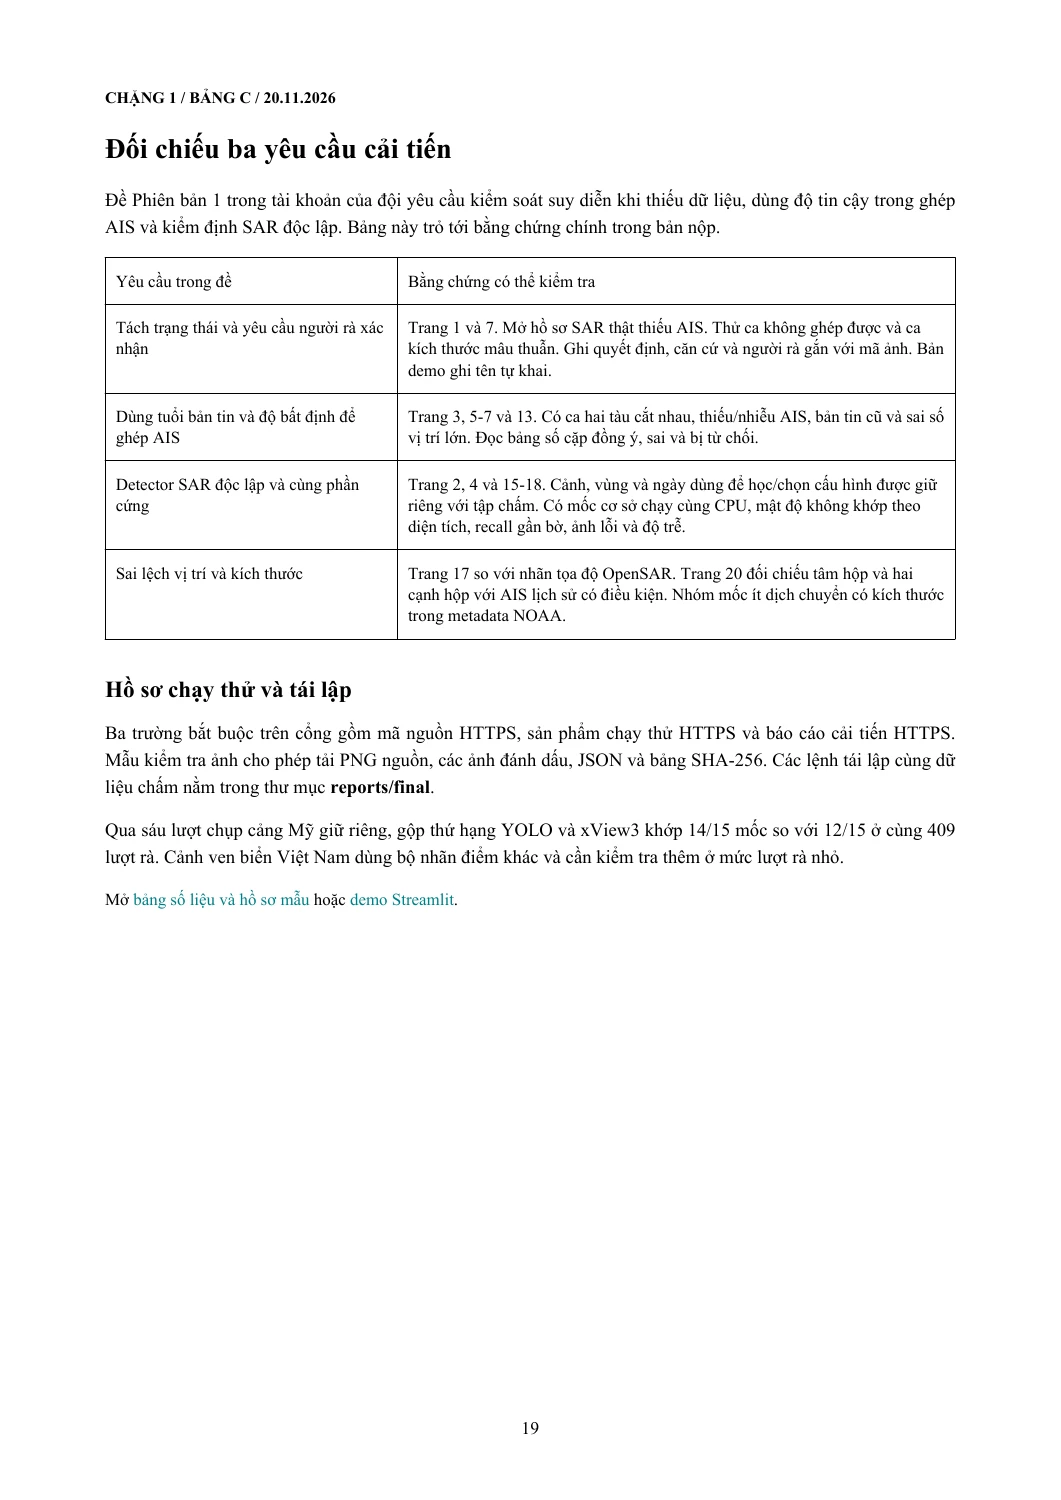 CHẶNG 1 / BẢNG C / 20.11.2026
Đối chiếu ba yêu cầu cải tiến
Đề Phiên bản 1 trong tài khoản của đội yêu cầu kiểm soát suy diễn khi thiếu dữ liệu, dùng độ tin cậy trong ghép
AIS và kiểm định SAR độc lập. Bảng này trỏ tới bằng chứng chính trong bản nộp.
Yêu cầu trong đề
Bằng chứng có thể kiểm tra
Tách trạng thái và yêu cầu người rà xác
nhận
Trang 1 và 7. Mở hồ sơ SAR thật thiếu AIS. Thử ca không ghép được và ca
kích thước mâu thuẫn. Ghi quyết định, căn cứ và người rà gắn với mã ảnh. Bản
demo ghi tên tự khai.
Dùng tuổi bản tin và độ bất định để
ghép AIS
Trang 3, 5-7 và 13. Có ca hai tàu cắt nhau, thiếu/nhiễu AIS, bản tin cũ và sai số
vị trí lớn. Đọc bảng số cặp đồng ý, sai và bị từ chối.
Detector SAR độc lập và cùng phần
cứng
Trang 2, 4 và 15-18. Cảnh, vùng và ngày dùng để học/chọn cấu hình được giữ
riêng với tập chấm. Có mốc cơ sở chạy cùng CPU, mật độ không khớp theo
diện tích, recall gần bờ, ảnh lỗi và độ trễ.
Sai lệch vị trí và kích thước
Trang 17 so với nhãn tọa độ OpenSAR. Trang 20 đối chiếu tâm hộp và hai
cạnh hộp với AIS lịch sử có điều kiện. Nhóm mốc ít dịch chuyển có kích thước
trong metadata NOAA.
Hồ sơ chạy thử và tái lập
Ba trường bắt buộc trên cổng gồm mã nguồn HTTPS, sản phẩm chạy thử HTTPS và báo cáo cải tiến HTTPS.
Mẫu kiểm tra ảnh cho phép tải PNG nguồn, các ảnh đánh dấu, JSON và bảng SHA-256. Các lệnh tái lập cùng dữ
liệu chấm nằm trong thư mục reports/final.
Qua sáu lượt chụp cảng Mỹ giữ riêng, gộp thứ hạng YOLO và xView3 khớp 14/15 mốc so với 12/15 ở cùng 409
lượt rà. Cảnh ven biển Việt Nam dùng bộ nhãn điểm khác và cần kiểm tra thêm ở mức lượt rà nhỏ.
Mở bảng số liệu và hồ sơ mẫu hoặc demo Streamlit.
19